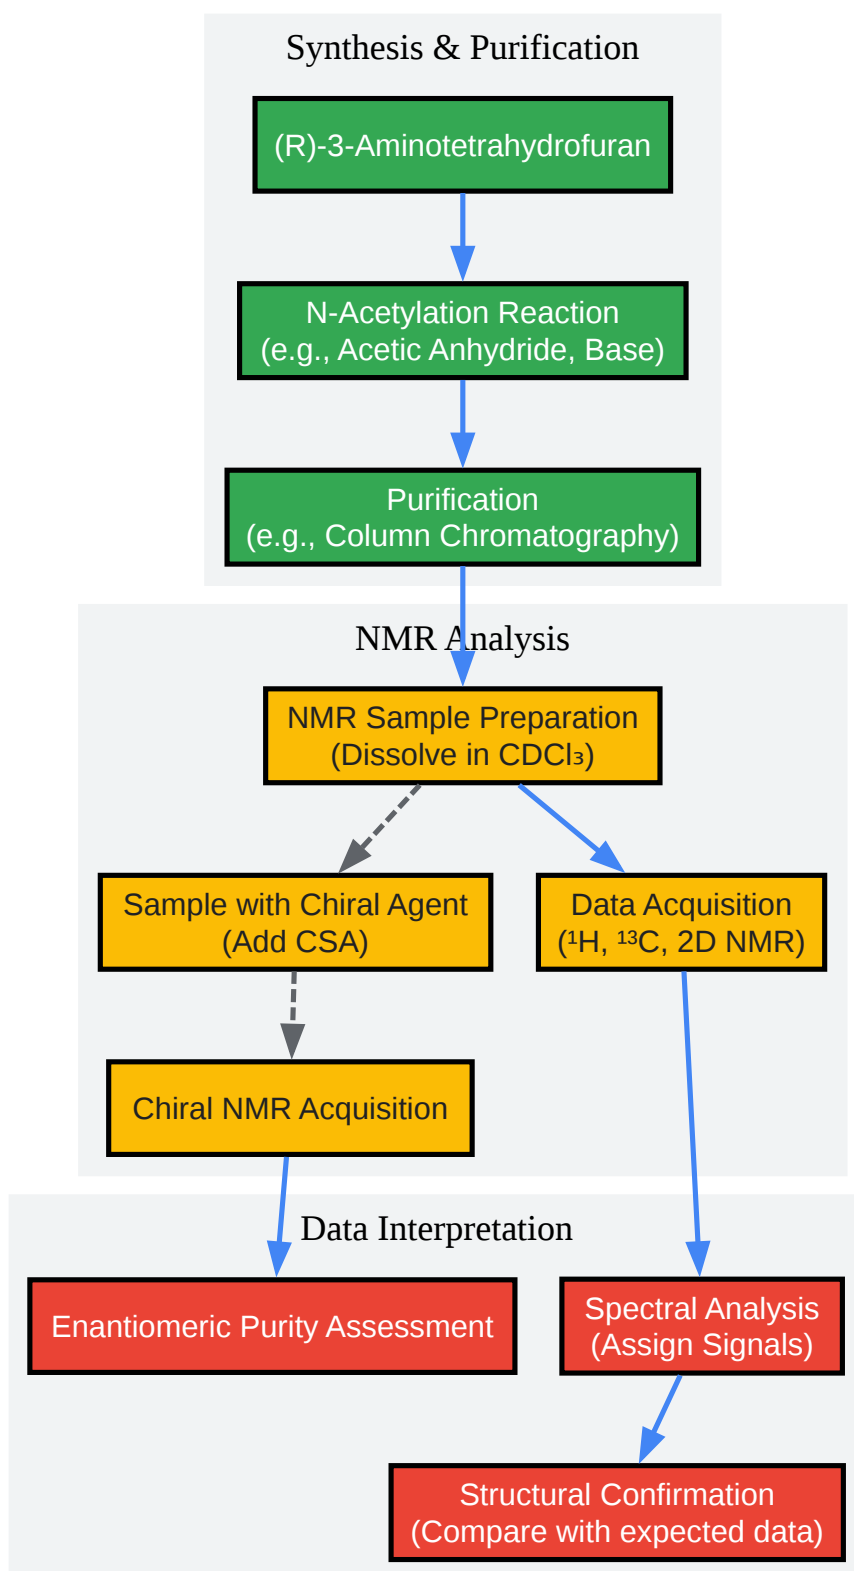 Synthesis & Purification
(R)-3-Aminotetrahydrofuran
N-Acetylation Reaction
(e.g., Acetic Anhydride, Base)
Purification
(e.g., Column Chromatography)
NMR Analysis
NMR Sample Preparation
(Dissolve in CDCl₃)
Sample with Chiral Agent
(Add CSA)
Data Acquisition
(¹H, ¹³C, 2D NMR)
Chiral NMR Acquisition
Data Interpretation
Enantiomeric Purity Assessment
Spectral Analysis
(Assign Signals)
Structural Confirmation
(Compare with expected data)